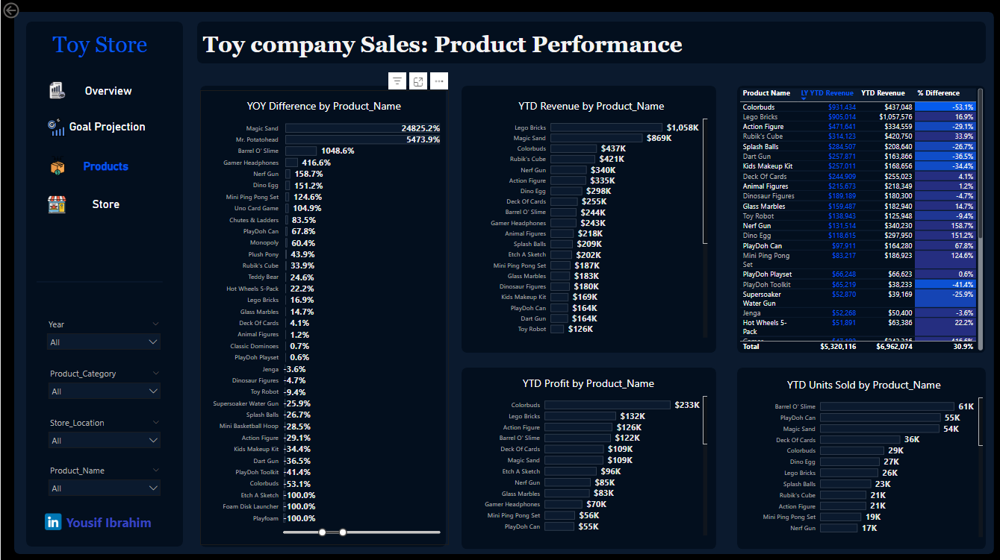 Toy Store
Overview
Goal Projection
Products
Store
Year
All
Product_Category
All
Store_Location
All
Product_Name
All
in Yousif Ibrahim
Toy company Sales: Product Performance
YOY Difference by Product_Name
Magic Sand 24825.2%
Mr. Potatohead 5473.9%
Barrel O' Slime 1048.6%
Gamer Headphones 416.6%
Nerf Gun 158.7%
Dino Egg 151.2%
Mini Ping Pong Set 124.6%
Uno Card Game 104.9%
Chutes & Ladders 83.5%
PlayDoh Can 67.8%
Monopoly 60.4%
Plush Pony 43.9%
Rubik's Cube 33.9%
Teddy Bear 24.6%
Hot Wheels 5-Pack 22.2%
Lego Bricks 16.9%
Glass Marbles 14.7%
Deck Of Cards 4.1%
Animal Figures 1.2%
Classic Dominoes 0.7%
PlayDoh Playset 0.6%
Jenga -3.6%
Dinosaur Figures -4.7%
Toy Robot -9.4%
Supersoaker Water Gun -25.9%
Splash Balls -26.7%
Mini Basketball Hoop -28.5%
Action Figure -29.1%
Kids Makeup Kit -34.4%
Dart Gun -36.5%
PlayDoh Toolkit -41.4%
Colorbuds -53.1%
Etch A Sketch -100.0%
Foam Disk Launcher -100.0%
Playfoam -100.0%
YTD Revenue by Product_Name
Lego Bricks $1,058K
Magic Sand $869K
Colorbuds $437K
Rubik's Cube $421K
Nerf Gun $340K
Action Figure $335K
Dino Egg $298K
Deck Of Cards $255K
Barrel O' Slime $244K
Gamer Headphones $243K
Animal Figures $218K
Splash Balls $209K
Etch A Sketch $202K
Mini Ping Pong Set $187K
Glass Marbles $183K
Dinosaur Figures $180K
Kids Makeup Kit $169K
PlayDoh Can $164K
Dart Gun $164K
Toy Robot $126K
Product Name LY YTD Revenue YTD Revenue % Difference
Colorbuds $931,434 $437,048 -53.1%
Lego Bricks $905,014 $1,057,576 16.9%
Action Figure $471,641 $334,559 -29.1%
Rubik's Cube $314,123 $420,750 33.9%
Splash Balls $284,507 $208,640 -26.7%
Dart Gun $257,871 $163,866 -36.5%
Kids Makeup Kit $257,011 $168,656 -34.4%
Deck Of Cards $244,909 $255,023 4.1%
Animal Figures $215,673 $218,349 1.2%
Dinosaur Figures $189,189 $180,300 -4.7%
Glass Marbles $159,487 $182,940 14.7%
Toy Robot $138,943 $125,948 -9.4%
Nerf Gun $131,514 $340,230 158.7%
Dino Egg $118,615 $297,950 151.2%
PlayDoh Can $97,911 $164,280 67.8%
Mini Ping Pong $83,217 $186,923 124.6%
Set
PlayDoh Playset $66,248 $66,623 0.6%
PlayDoh Toolkit $65,219 $38,233 -41.4%
Supersoaker $52,870 $39,169 -25.9%
Water Gun
Jenga $52,268 $50,400 -3.6%
Hot Wheels 5- $51,891 $63,386 22.2%
Pack
Total $5,320,116 $6,962,074 30.9%
YTD Profit by Product_Name
Colorbuds $233K
Lego Bricks $132K
Action Figure $126K
Barrel O' Slime $122K
Deck Of Cards $109K
Magic Sand $109K
Etch A Sketch $96K
Nerf Gun $85K
Glass Marbles $83K
Gamer Headphones $70K
Mini Ping Pong Set $56K
PlayDoh Can $55K
YTD Units Sold by Product_Name
Barrel O' Slime 61K
PlayDoh Can 55K
Magic Sand 54K
Deck Of Cards 36K
Colorbuds 29K
Dino Egg 27K
Lego Bricks 26K
Splash Balls 23K
Rubik's Cube 21K
Action Figure 21K
Mini Ping Pong Set 19K
Nerf Gun 17K